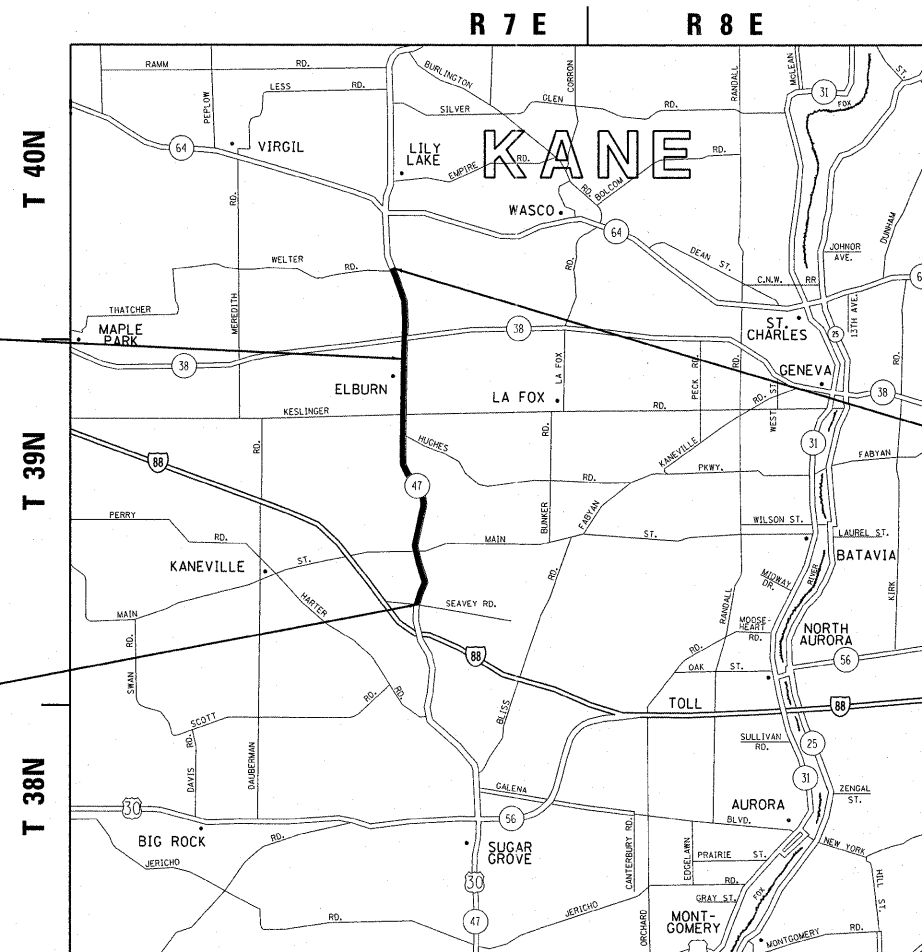 R 7 E
R 8 E
T 40N
T 39N
T 38N
KANE
RAMM RD.
PEPLOW
LESS RD.
BURLINGTON
CORRON
RANDALL
McLEAN
31
FOX
ST.
SILVER GLEN RD.
64
VIRGIL
LILY
LAKE
EMPIRE RD.
RD.
BOLCOM
RD.
RD.
WASCO
64
DEAN ST.
DUNHAM
JOHNOR
AVE.
C.N.W. RR
WELTER RD.
RD.
THATCHER
MEREDITH
MAPLE
PARK
38
38
ST.
CHARLES
25
13TH AVE.
ELBURN
LA FOX
LA FOX
PECK RD.
RD.
GENEVA
38
RD.
KESLINGER
RD.
RD. ST.
WEST
KANEVILLE
31
FABYAN
RD.
88
HUGHES
RD.
BUNKER
RD.
PKWY.
47
FABYAN
PERRY
RD.
MAIN
ST.
WILSON ST.
LAUREL ST.
BATAVIA
KANEVILLE
ST.
HARTER
RD.
MIDWAY
DR.
RIVER
KIRK
MAIN
SEAVEY RD.
RANDALL
MOOSE-
HEART
RD.
NORTH
AURORA
56
RD.
SWAN
88
RD.
OAK ST.
TOLL
88
SCOTT
RD.
RD.
BLISS
SULLIVAN
RD.
25
RD.
DAVIS
DAUBERMAN
31
30
GALENA
BLVD.
56
AURORA
ZENGAL
ST.
BIG ROCK
RD.
JERICHO
SUGAR
GROVE
CANTERBURY RD.
EDGELAWN
PRAIRIE ST.
NEW YORK
HILL
ST.
30
RD.
GRAY ST.
FOX
RD.
47
JERICHO
ORCHARD
MONT-
GOMERY
MONTGOMERY RD.